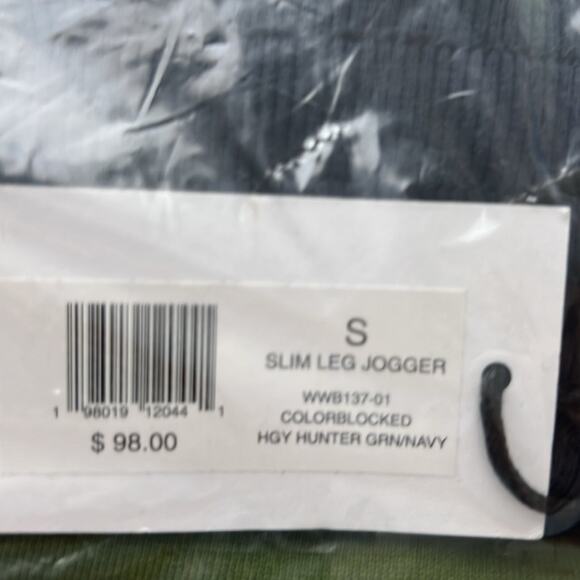 S
SLIM LEG JOGGER
WWB137-01
COLORBLOCKED
HGY HUNTER GRN/NAVY
1 98019 12044 1
$ 98.00